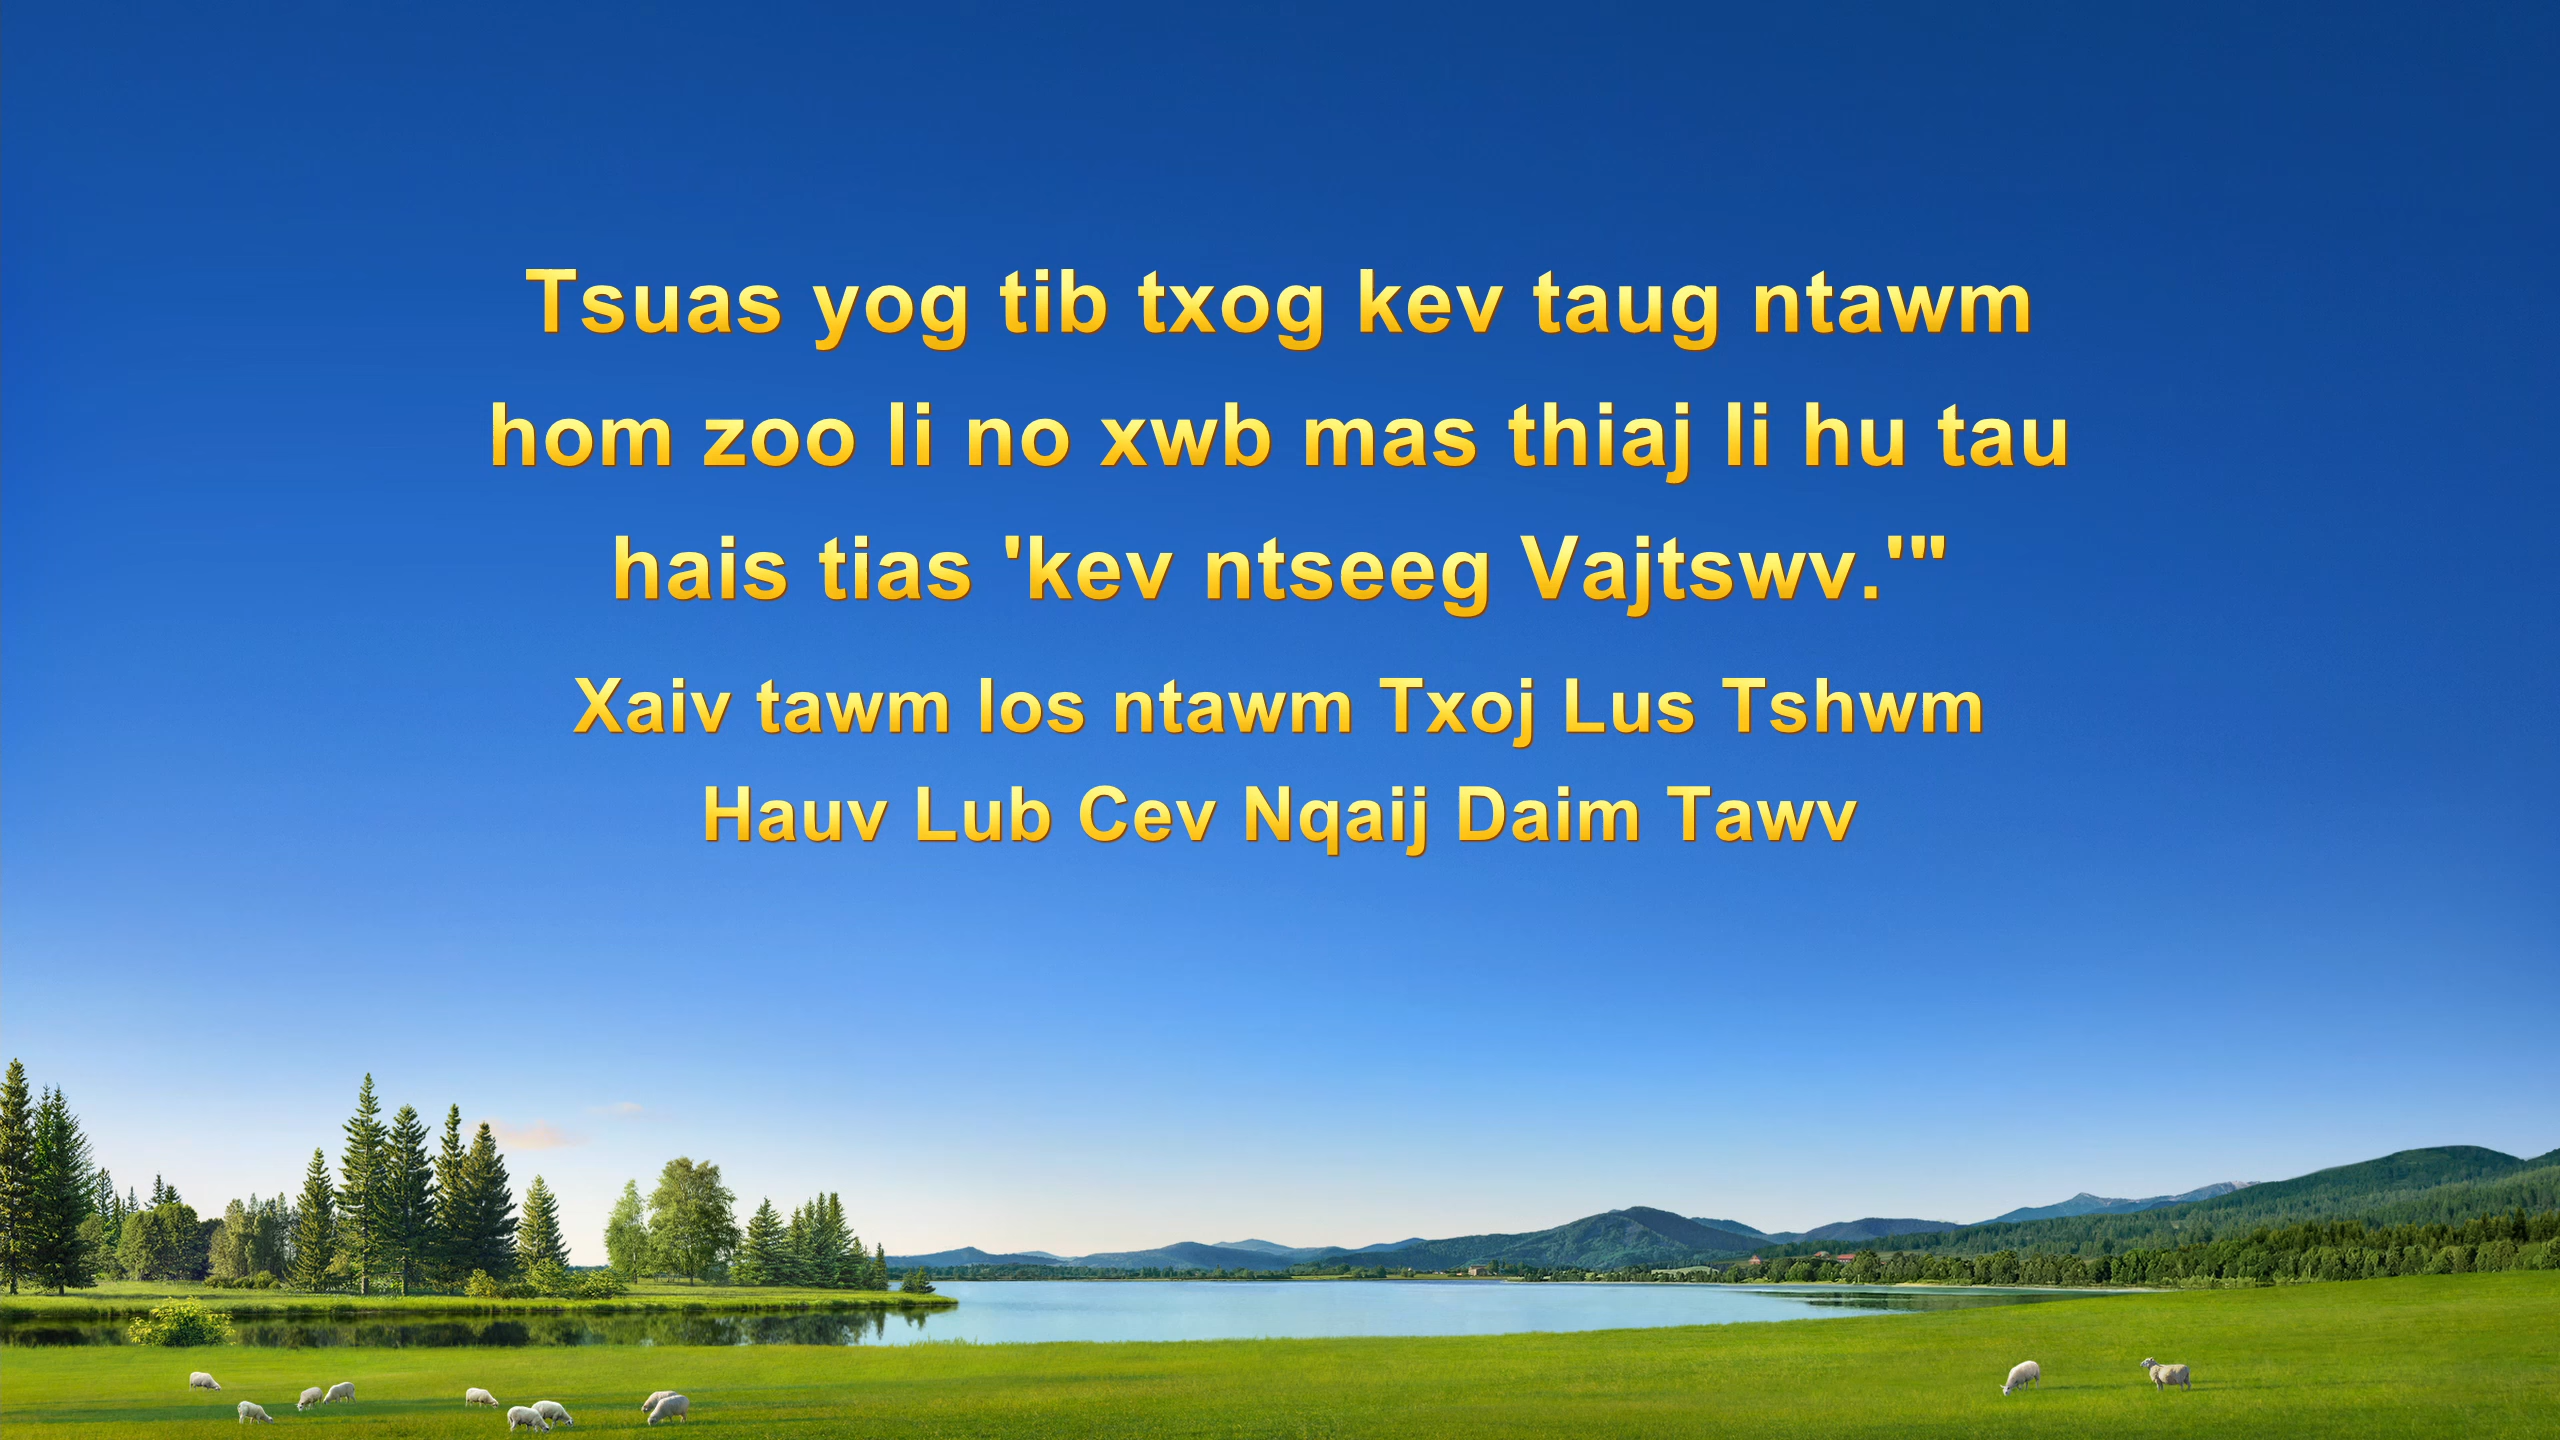 Tsuas yog tib txog kev taug ntawm
hom zoo li no xwb mas thiaj li hu tau
hais tias 'kev ntseeg Vajtswv.'"
Xaiv tawm los ntawm Txoj Lus Tshwm
Hauv Lub Cev Nqaij Daim Tawv